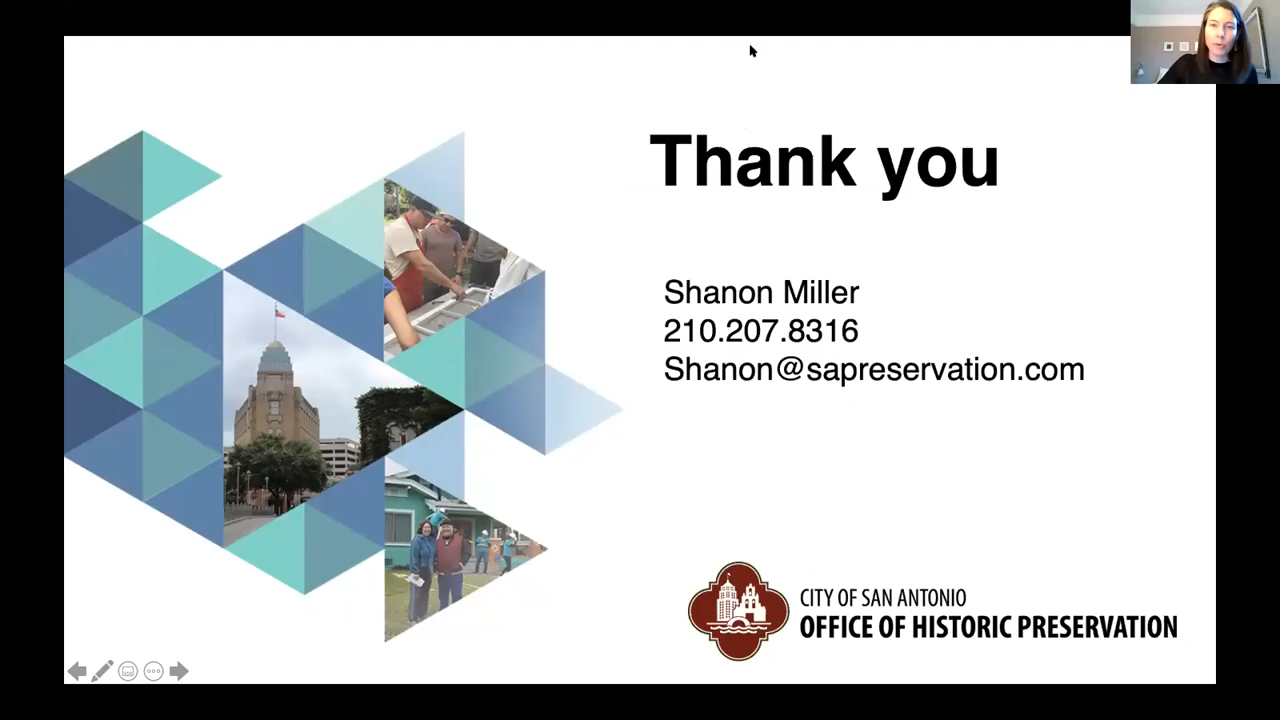 Thank you
Shanon Miller
210.207.8316
Shanon@sapreservation.com
CITY OF SAN ANTONIO
OFFICE OF HISTORIC PRESERVATION